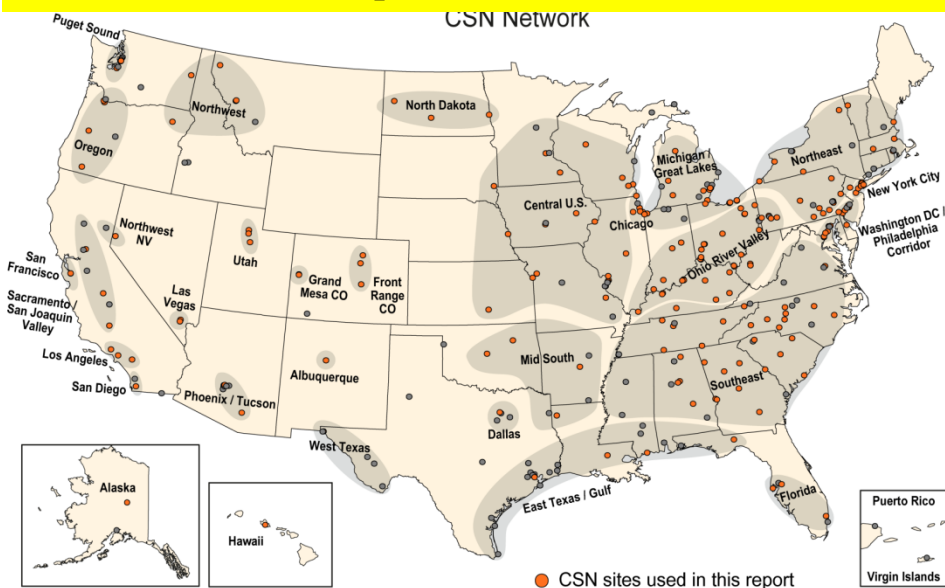 CSN Network
Puget Sound
Northwest
North Dakota
Oregon
Michigan /
Great Lakes
Northeast
New York City
Central U.S.
Chicago
Washington DC /
Philadelphia
Corridor
Ohio River Valley
Northwest
NV
San
Francisco
Utah
Grand
Mesa CO
Front
Range
CO
Las
Vegas
Sacramento /
San Joaquin
Valley
Los Angeles
San Diego
Phoenix / Tucson
Albuquerque
Mid South
Southeast
Dallas
West Texas
East Texas / Gulf
Florida
Alaska
Hawaii
Puerto Rico
Virgin Islands
CSN sites used in this report